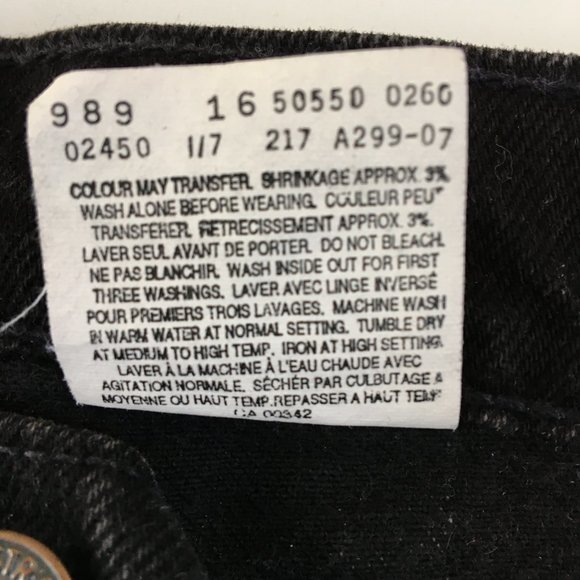 989 16 50550 0260
02450 1/7 217 A299-07
COLOUR MAY TRANSFER. SHRINKAGE APPROX. 3%.
WASH ALONE BEFORE WEARING. COULEUR PEUT
TRANSFERER. RETRECISSEMENT APPROX. 3%.
LAVER SEUL AVANT DE PORTER. DO NOT BLEACH.
NE PAS BLANCHIR. WASH INSIDE OUT FOR FIRST
THREE WASHINGS. LAVER AVEC LINGE INVERSÉ
POUR PREMIERS TROIS LAVAGES. MACHINE WASH
IN WARM WATER AT NORMAL SETTING. TUMBLE DRY
AT MEDIUM TO HIGH TEMP. IRON AT HIGH SETTING.
LAVER À LA MACHINE À L'EAU CHAUDE AVEC
AGITATION NORMALE. SÉCHER PAR CULBUTAGE À
MOYENNE OU HAUT TEMP.REPASSER A HAUT TEMP
CA 00342